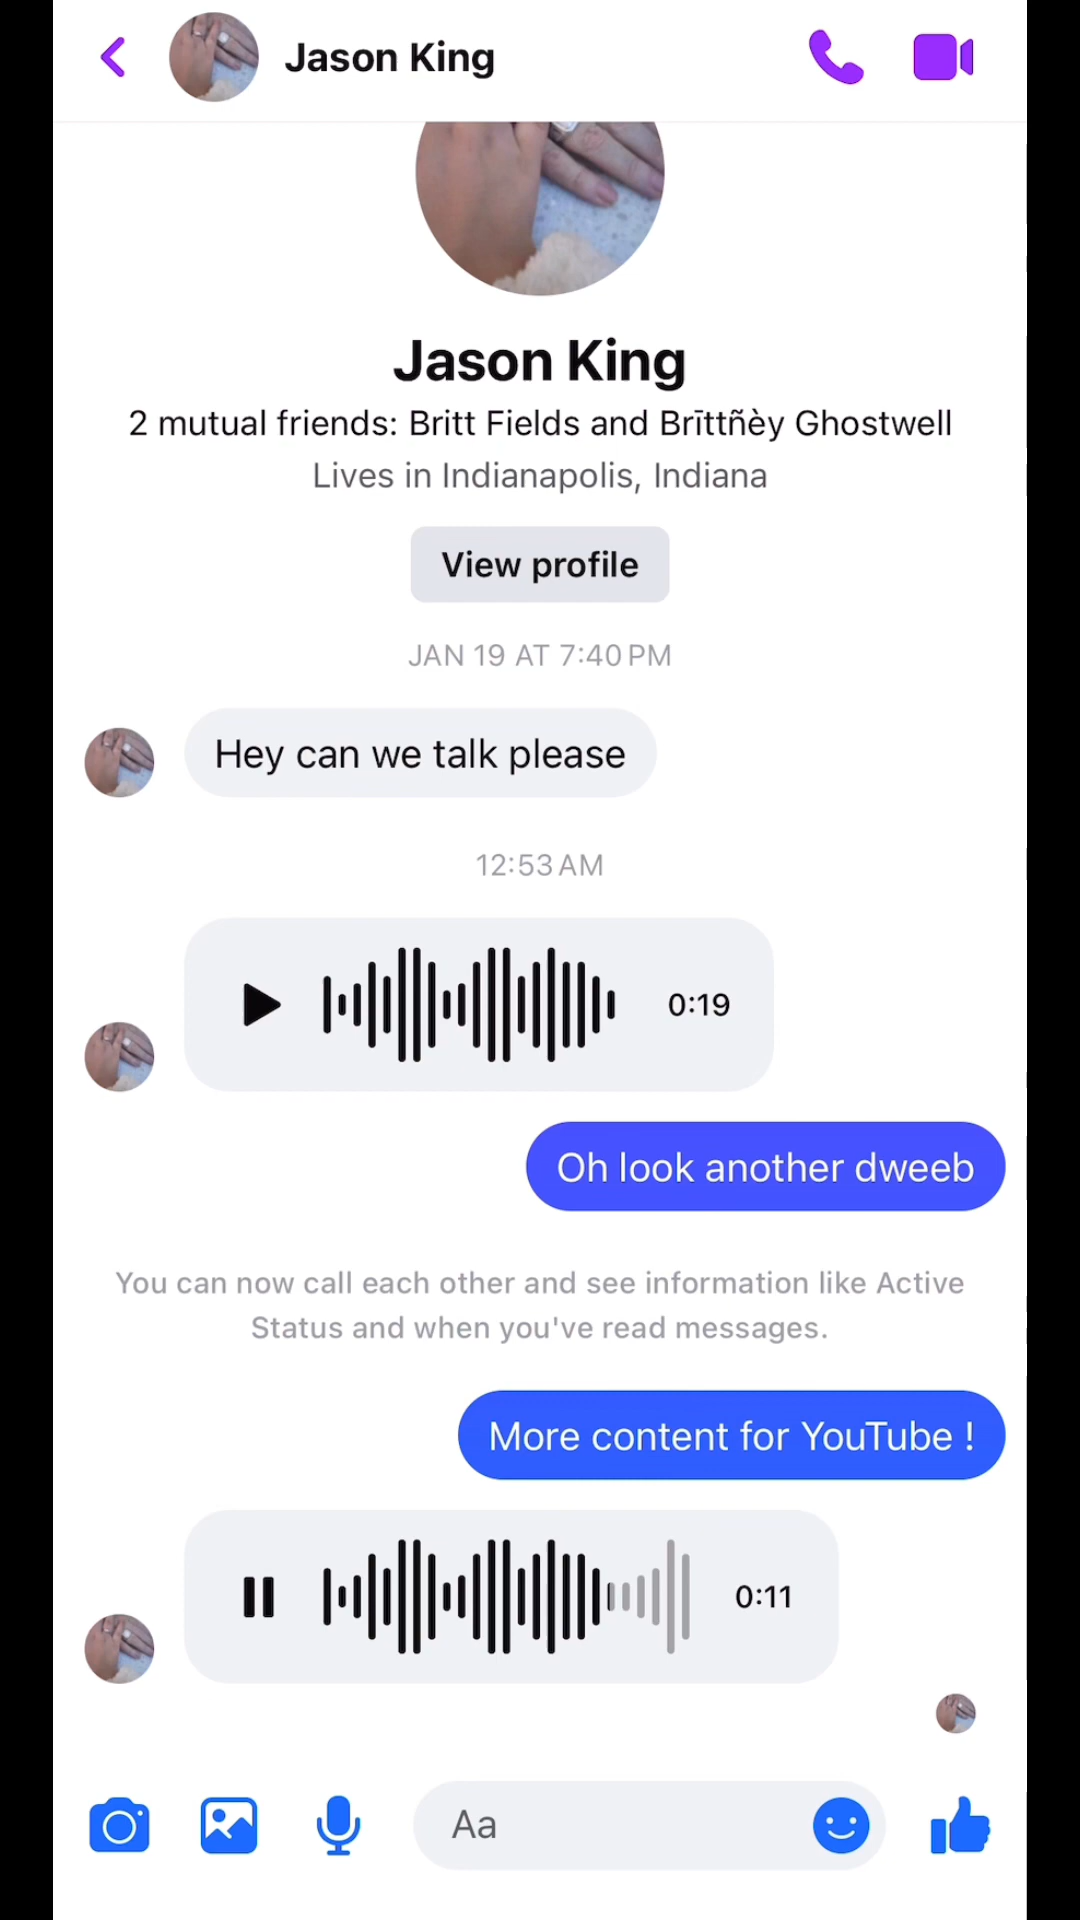 Jason King
Jason King
2 mutual friends: Britt Fields and Brīttñèy Ghostwell
Lives in Indianapolis, Indiana
View profile
JAN 19 AT 7:40 PM
Hey can we talk please
12:53 AM
0:19
Oh look another dweeb
You can now call each other and see information like Active
Status and when you've read messages.
More content for YouTube !
0:11
Aa